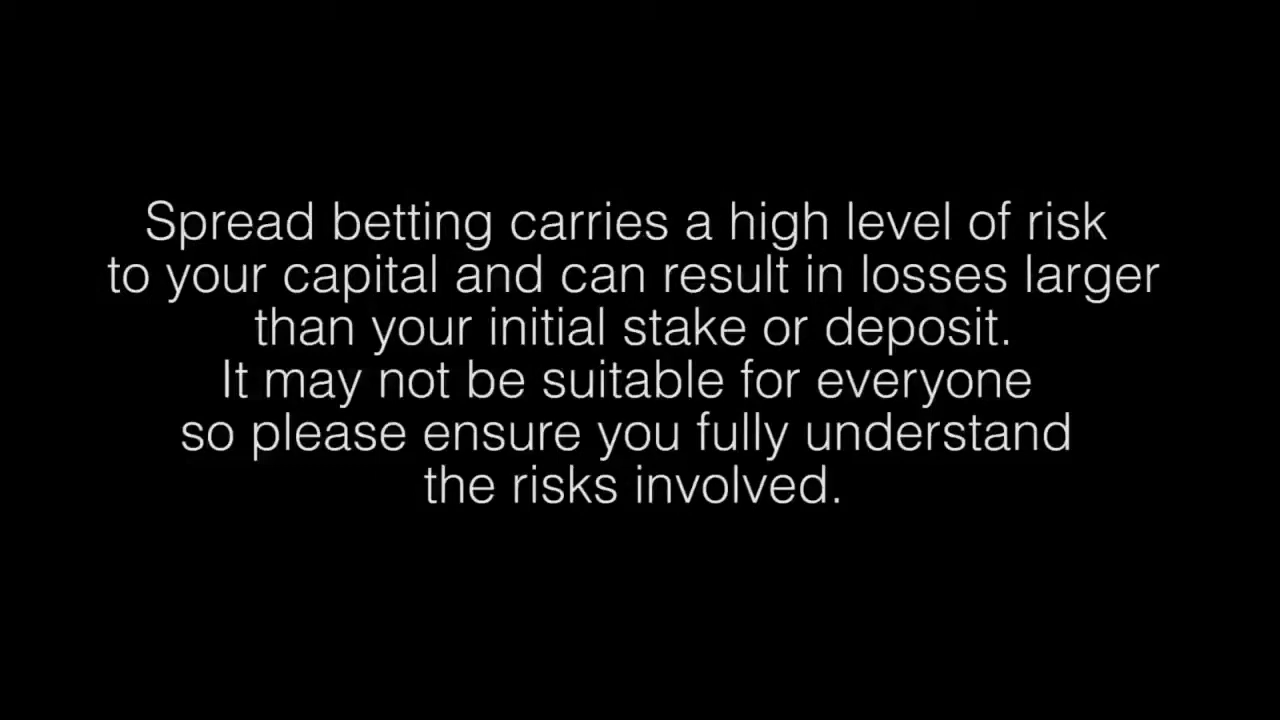 Spread betting carries a high level of risk
to your capital and can result in losses larger
than your initial stake or deposit.
It may not be suitable for everyone
so please ensure you fully understand
the risks involved.